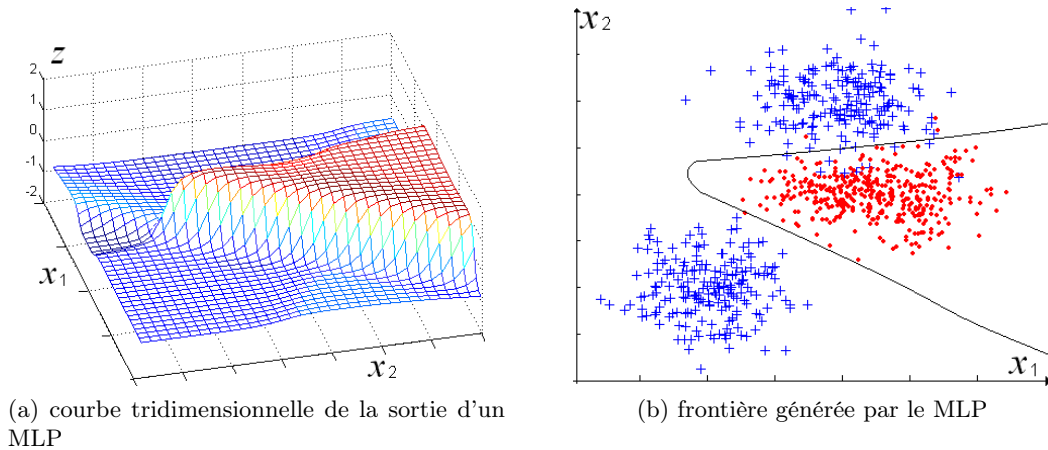 z
2
1
0
-1
-2
x1
x2
x2
x1
(a) courbe tridimensionnelle de la sortie d'un
MLP
(b) frontière générée par le MLP